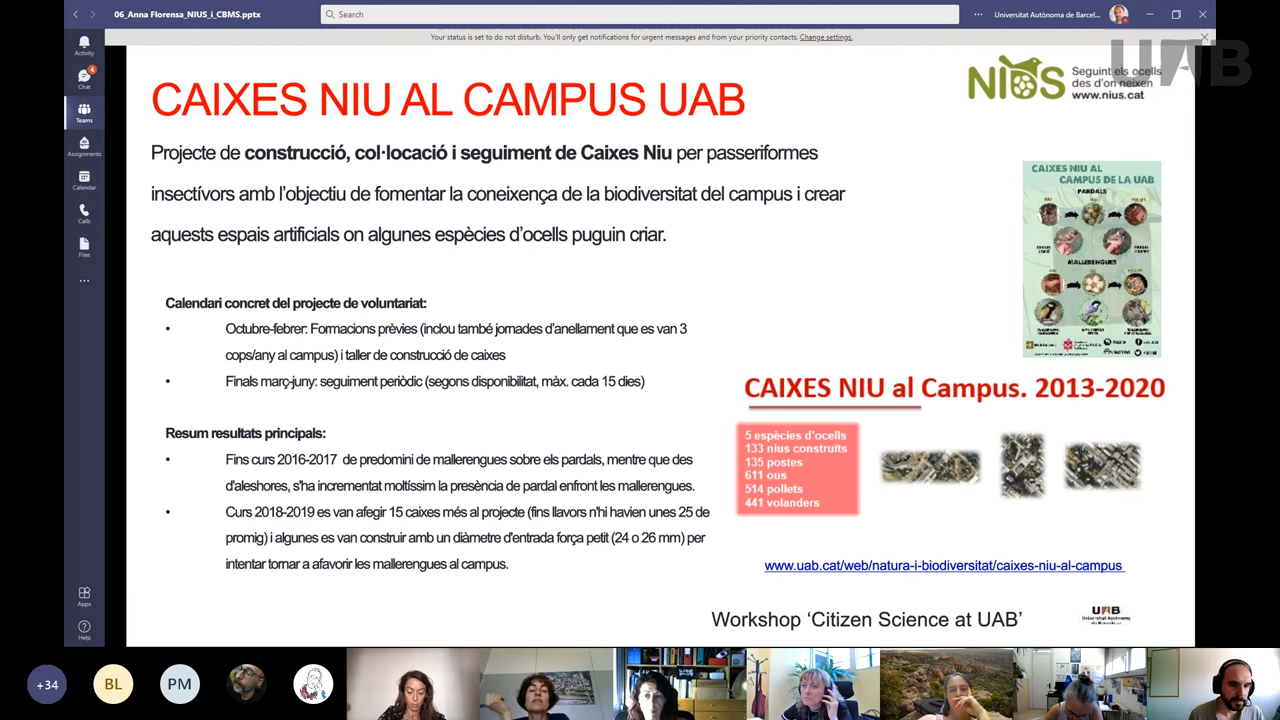 06_Anna Florensa_NIUS_i_CBMS.pptx
Search
Universitat Autònoma de Barcel...
Your status is set to do not disturb. You'll only get notifications for urgent messages and from your priority contacts. Change settings.
Activity
4
Chat
Teams
Assignments
Calendar
Calls
Files
Apps
Help
UAB
NIUS
Seguint els ocells
des d'on neixen
www.nius.cat
CAIXES NIU AL CAMPUS UAB
Projecte de construcció, col·locació i seguiment de Caixes Niu per passeriformes
insectívors amb l'objectiu de fomentar la coneixença de la biodiversitat del campus i crear
aquests espais artificials on algunes espècies d'ocells puguin criar.
CAIXES NIU AL
CAMPUS DE LA UAB
PARDALS
MALLERENGUES
Calendari concret del projecte de voluntariat:
• Octubre-febrer: Formacions prèvies (inclou també jornades d'anellament que es van 3
cops/any al campus) i taller de construcció de caixes
• Finals març-juny: seguiment periòdic (segons disponibilitat, màx. cada 15 dies)
Resum resultats principals:
• Fins curs 2016-2017 de predomini de mallerengues sobre els pardals, mentre que des
d'aleshores, s'ha incrementat moltíssim la presència de pardal enfront les mallerengues.
• Curs 2018-2019 es van afegir 15 caixes més al projecte (fins llavors n'hi havien unes 25 de
promig) i algunes es van construir amb un diàmetre d'entrada força petit (24 o 26 mm) per
intentar tornar a afavorir les mallerengues al campus.
CAIXES NIU al Campus. 2013-2020
5 espècies d'ocells
133 nius construïts
135 postes
611 ous
514 pollets
441 volanders
www.uab.cat/web/natura-i-biodiversitat/caixes-niu-al-campus
Workshop 'Citizen Science at UAB'
UAB
+34
BL
PM